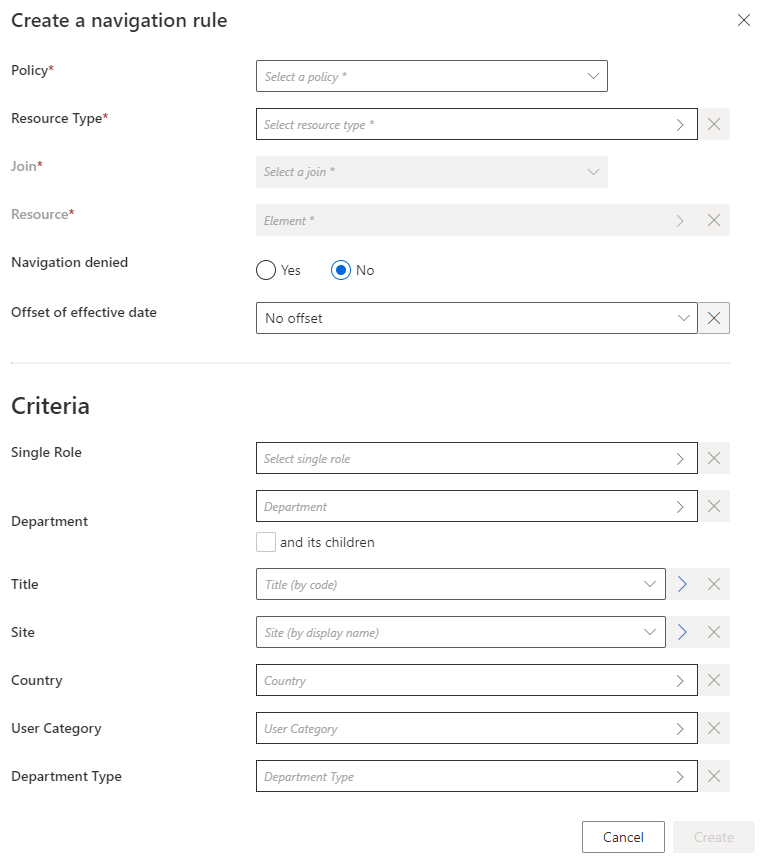 Create a navigation rule
Policy*
Select a policy *
Resource Type*
Select resource type *
Join*
Select a join *
Resource*
Element *
Navigation denied
Yes
No
Offset of effective date
No offset
Criteria
Single Role
Select single role
Department
Department
and its children
Title
Title (by code)
Site
Site (by display name)
Country
Country
User Category
User Category
Department Type
Department Type
Cancel
Create